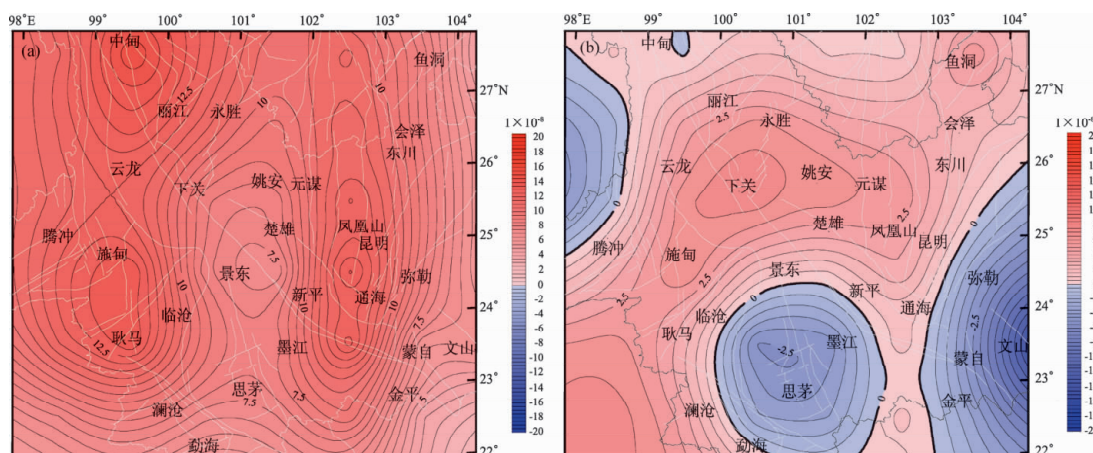 99° 100° 101° 102° 103° 104°
(a)
中甸
鱼洞
丽江
12.5
永胜
10
10
会泽
东川
云龙
下关
姚安
元谋
0
楚雄
凤凰山
昆明
腾冲
施甸
7.5
景东
弥勒
10
新平
10
通海
10
临沧
耿马
12.5
墨江
7.5
蒙自
文山
思茅
7.5
金平
5
澜沧
勐海
27°N
26°
25°
24°
23°
22°
1×10⁻⁸
20
18
16
14
12
10
8
6
4
2
0
-2
-4
-6
-8
-10
-12
-14
-16
-18
-20
98°E 99° 100° 101° 102° 103° 104°
(b)
中甸
鱼洞
丽江
2.5
永胜
会泽
云龙
下关
姚安
元谋
东川
0
2.5
楚雄
凤凰山
昆明
0
腾冲
施甸
景东
弥勒
2.5
0
新平
通海
临沧
耿马
-2.5
墨江
-2.5
蒙自
文山
思茅
金平
澜沧
0
0
勐海
27°N
26°
25°
24°
23°
22°